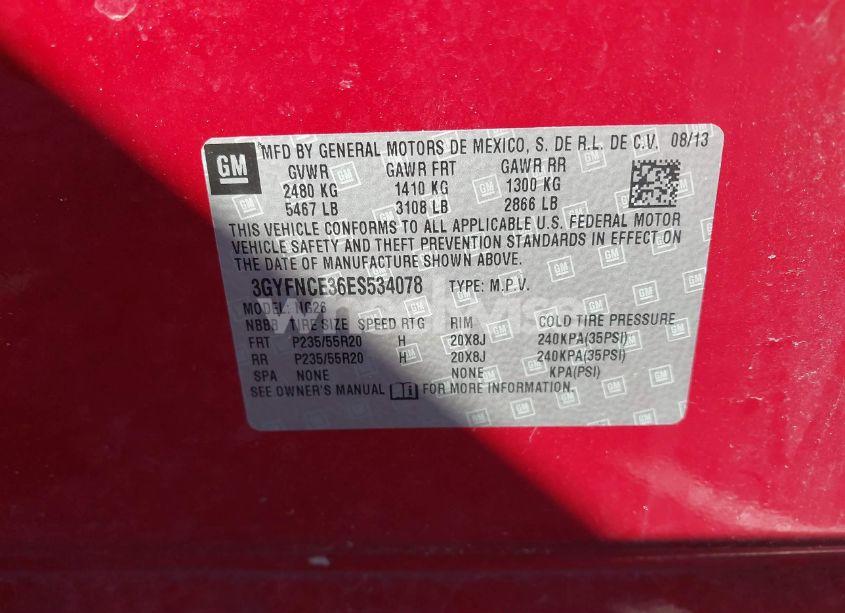 GM
MFD BY GENERAL MOTORS DE MEXICO, S. DE R.L. DE C.V. 08/13
GVWR GAWR FRT GAWR RR
2480 KG 1410 KG 1300 KG
5467 LB 3108 LB 2866 LB
THIS VEHICLE CONFORMS TO ALL APPLICABLE U.S. FEDERAL MOTOR
VEHICLE SAFETY AND THEFT PREVENTION STANDARDS IN EFFECT ON
THE DATE OF MANUFACTURE SHOWN ABOVE.
3GYFNCE36ES534078 TYPE: M.P.V.
MODEL: NG26
NBBB TIRE SIZE SPEED RTG RIM COLD TIRE PRESSURE
FRT P235/55R20 H 20X8J 240KPA(35PSI)
RR P235/55R20 H 20X8J 240KPA(35PSI)
SPA NONE NONE KPA(PSI)
SEE OWNER'S MANUAL FOR MORE INFORMATION.